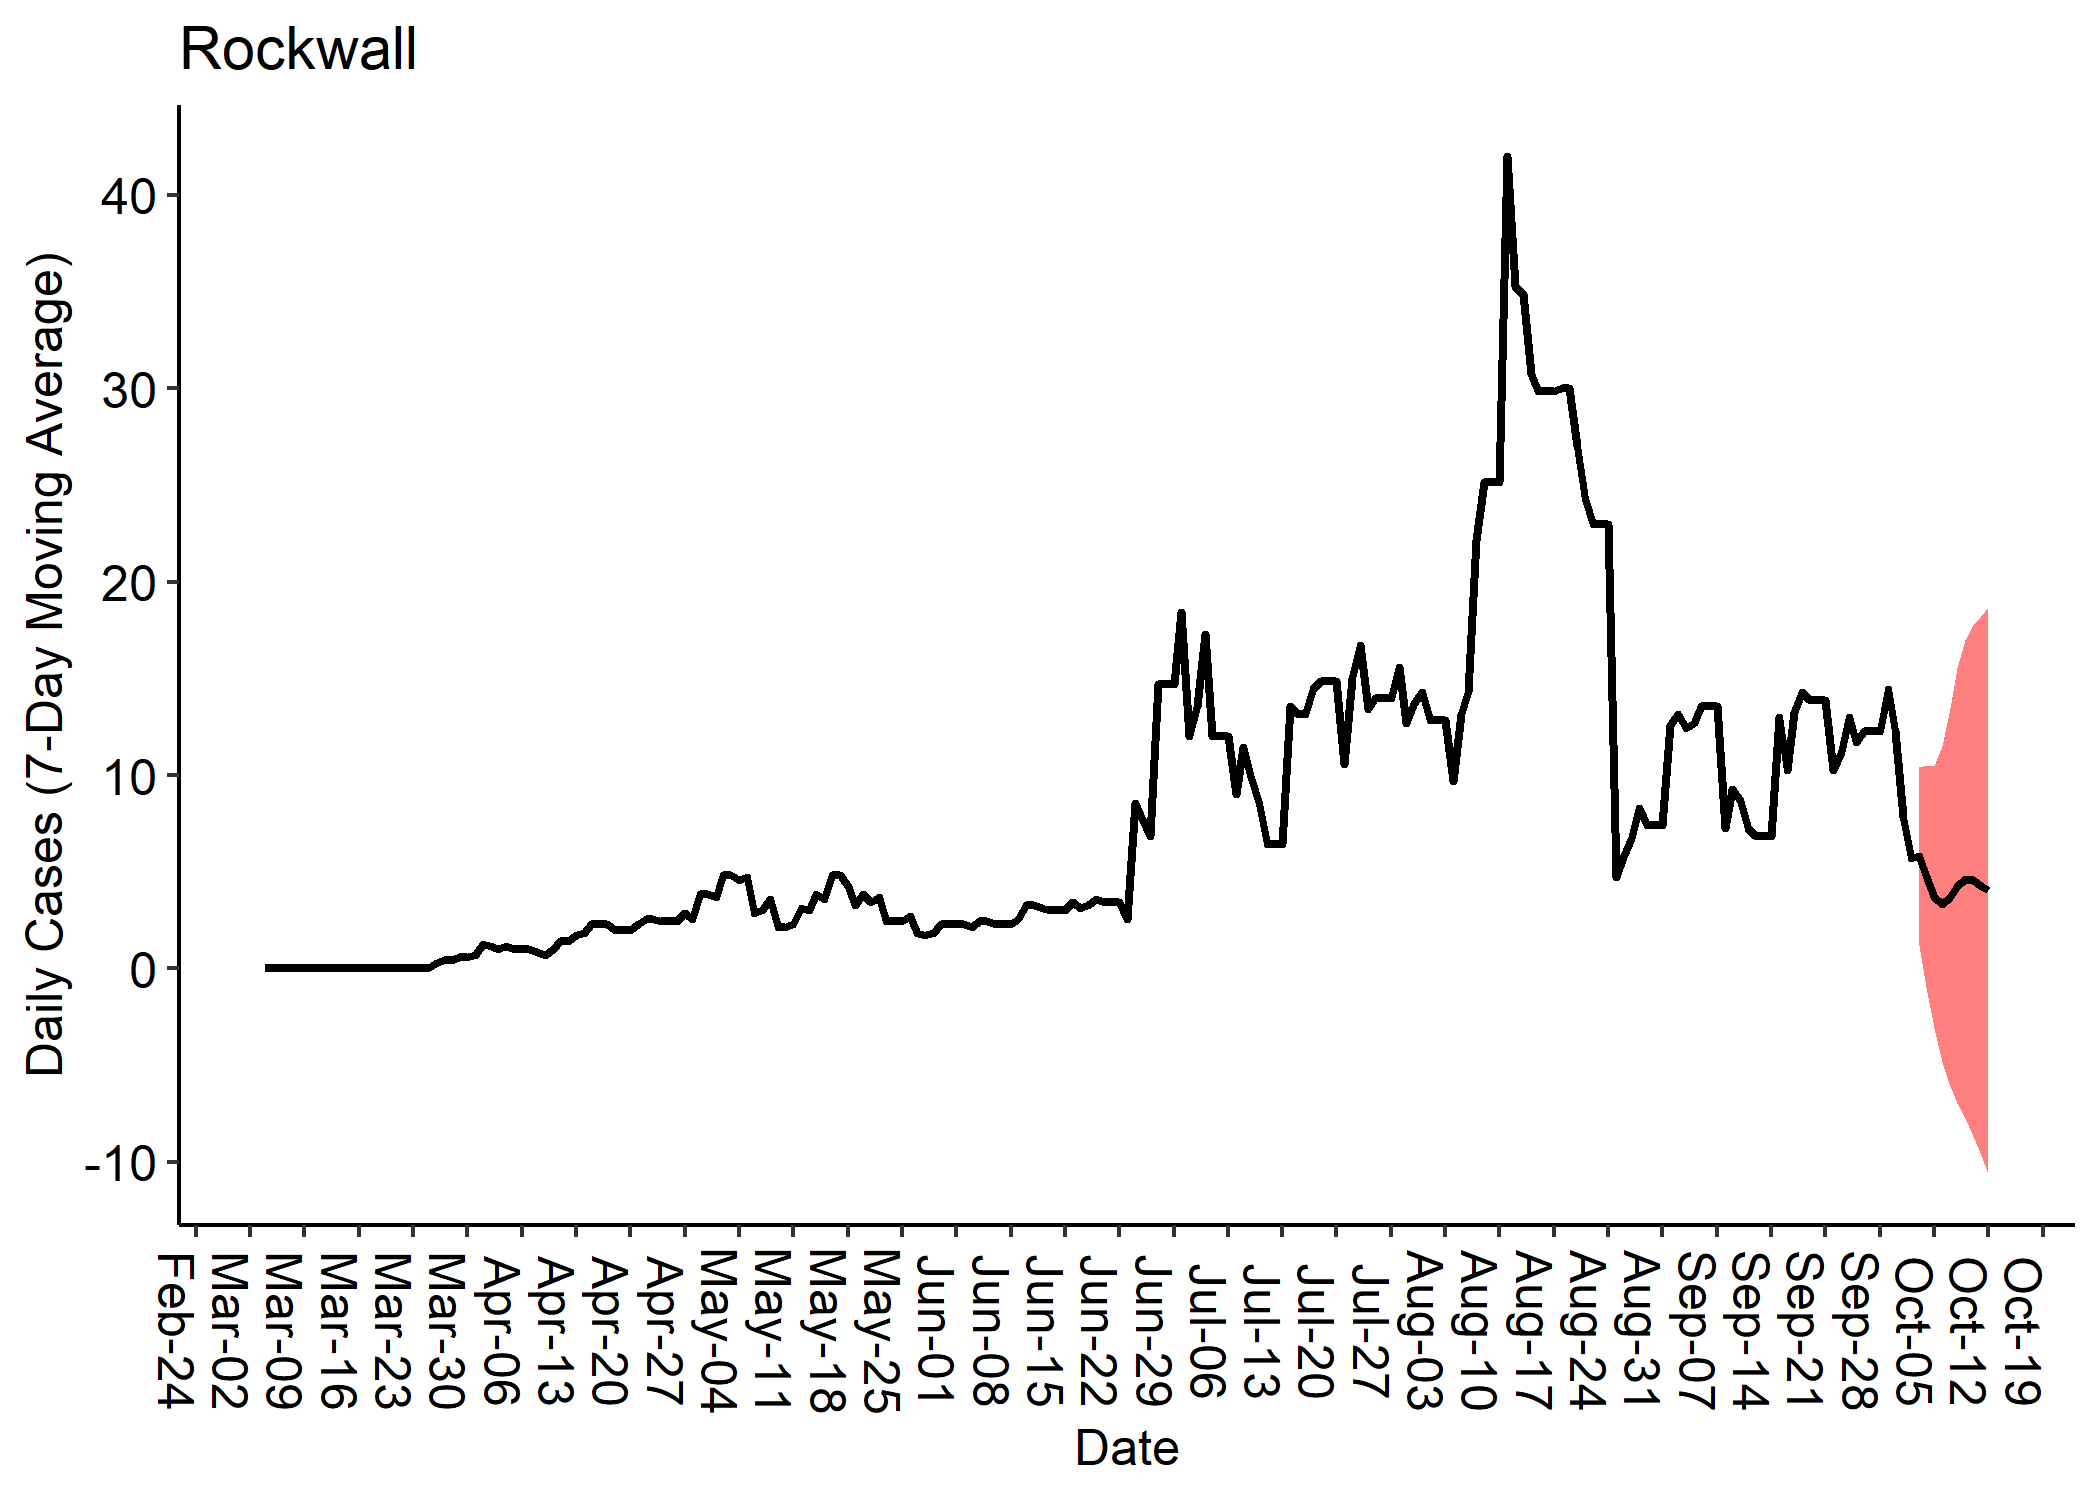 Rockwall
Daily Cases (7-Day Moving Average)
40
30
20
10
0
-10
Feb-24
Mar-02
Mar-09
Mar-16
Mar-23
Mar-30
Apr-06
Apr-13
Apr-20
Apr-27
May-04
May-11
May-18
May-25
Jun-01
Jun-08
Jun-15
Jun-22
Jun-29
Jul-06
Jul-13
Jul-20
Jul-27
Aug-03
Aug-10
Aug-17
Aug-24
Aug-31
Sep-07
Sep-14
Sep-21
Sep-28
Oct-05
Oct-12
Oct-19
Date